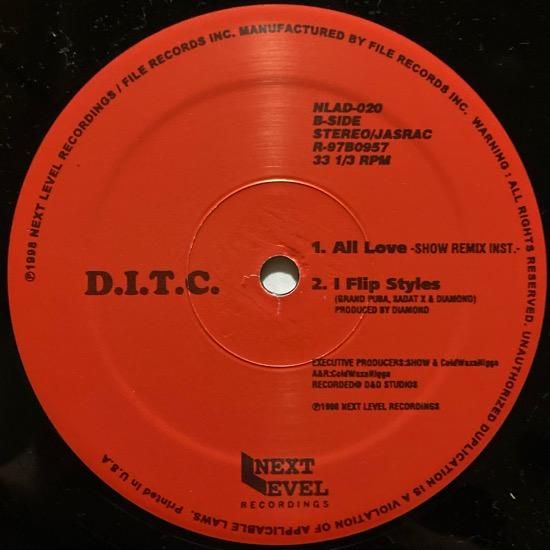 ℗1998 NEXT LEVEL RECORDINGS / FILE RECORDS INC. MANUFACTURED BY FILE RECORDS INC. WARNING : ALL RIGHTS RESERVED. UNAUTHORIZED DUPLICATION IS A VIOLATION OF APPLICABLE LAWS. Printed in U.S.A
NLAD-020
B-SIDE
STEREO/JASRAC
R-97B0957
33 1/3 RPM
D.I.T.C.
1. All Love -SHOW REMIX INST.-
2. I Flip Styles
(GRAND PUBA, SADAT X & DIAMOND)
PRODUCED BY DIAMOND
EXECUTIVE PRODUCERS:SHOW & ColdWazaNigga
A&R:ColdWazaNigga
RECORDED@ D&D STUDIOS
℗1998 NEXT LEVEL RECORDINGS
NEXT
LEVEL
RECORDINGS